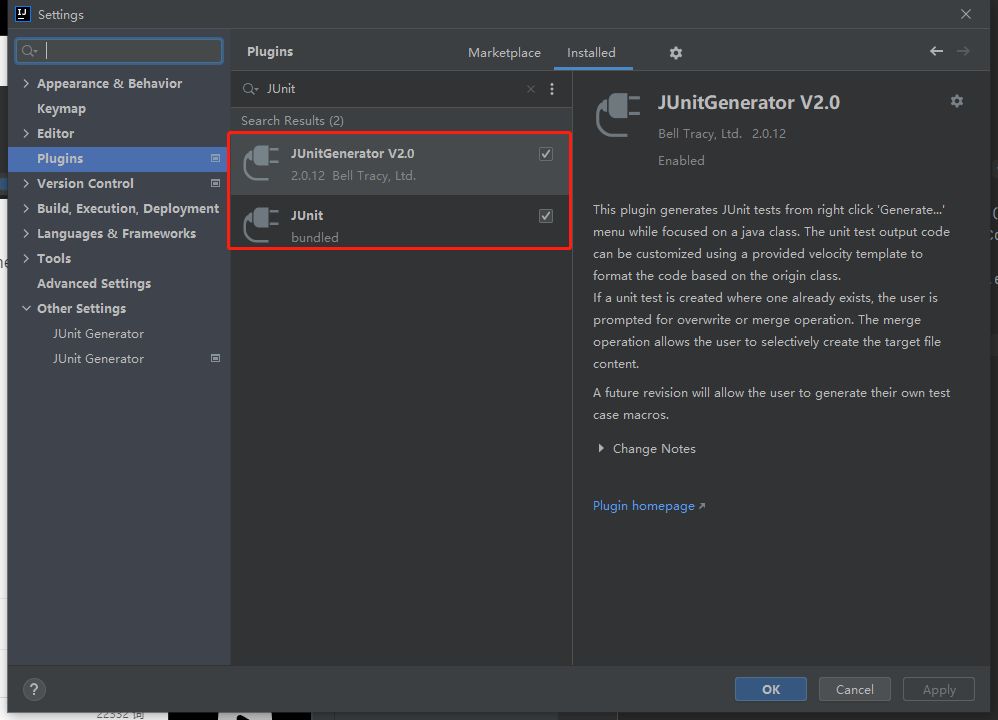 Settings
Plugins
Marketplace
Installed
Appearance & Behavior
Keymap
Editor
Plugins
Version Control
Build, Execution, Deployment
Languages & Frameworks
Tools
Advanced Settings
Other Settings
JUnit Generator
JUnit Generator
JUnit
Search Results (2)
JUnitGenerator V2.0
2.0.12 Bell Tracy, Ltd.
JUnit
bundled
JUnitGenerator V2.0
Bell Tracy, Ltd. 2.0.12
Enabled
This plugin generates JUnit tests from right click 'Generate...'
menu while focused on a java class. The unit test output code
can be customized using a provided velocity template to
format the code based on the origin class.
If a unit test is created where one already exists, the user is
prompted for overwrite or merge operation. The merge
operation allows the user to selectively create the target file
content.
A future revision will allow the user to generate their own test
case macros.
Change Notes
Plugin homepage
?
OK
Cancel
Apply